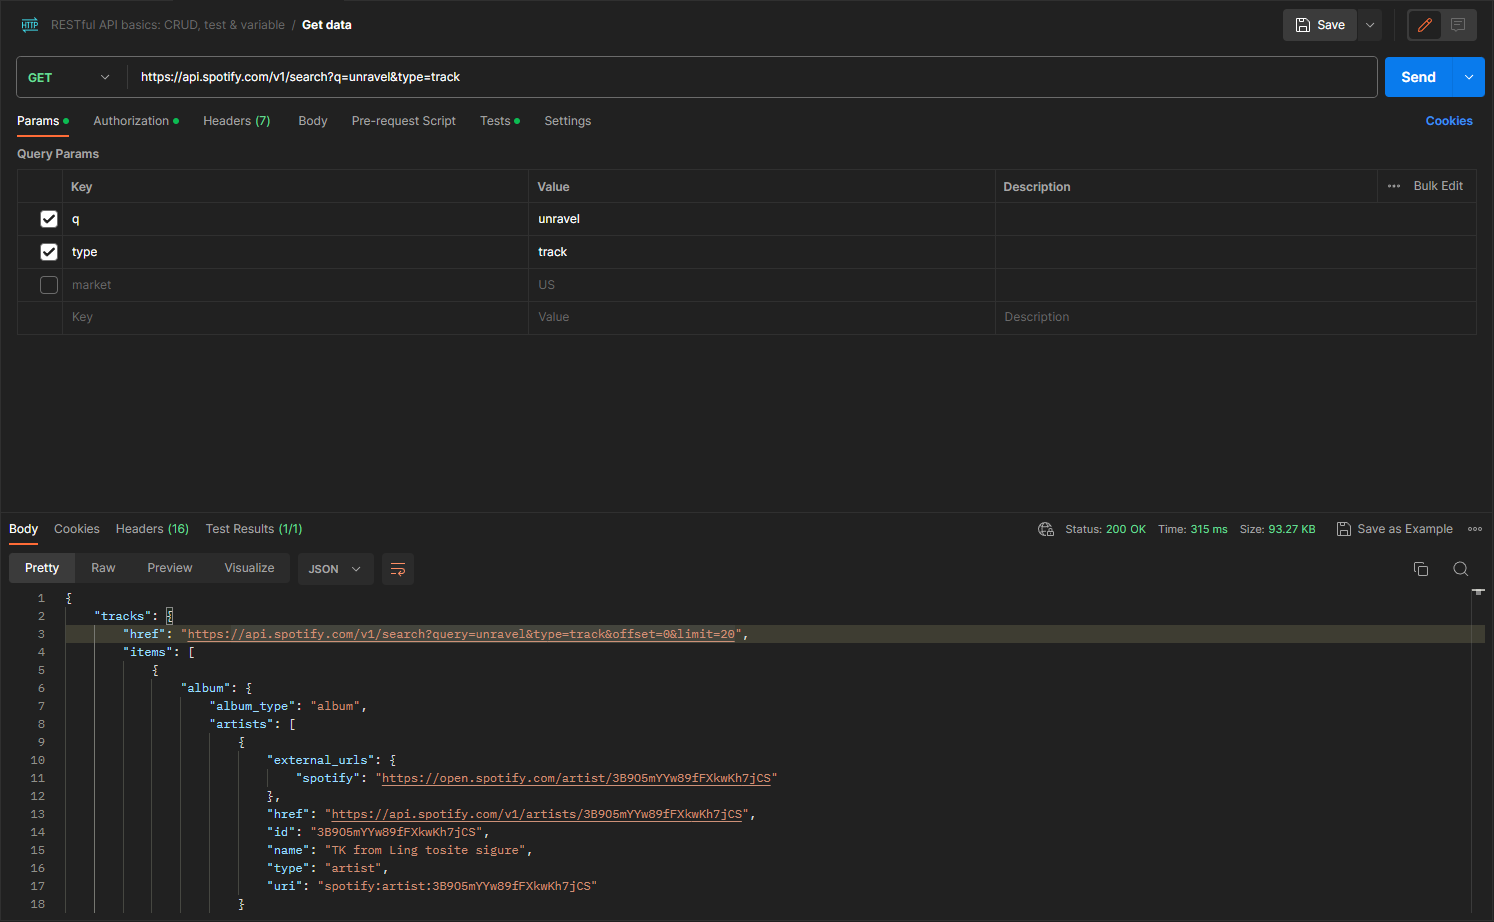 HTTP RESTful API basics: CRUD, test & variable / Get data Save
GET https://api.spotify.com/v1/search?q=unravel&type=track Send
Params Authorization Headers (7) Body Pre-request Script Tests Settings Cookies
Query Params
Key Value Description ••• Bulk Edit
q unravel
type track
market US
Key Value Description
Body Cookies Headers (16) Test Results (1/1) Status: 200 OK Time: 315 ms Size: 93.27 KB Save as Example
Pretty Raw Preview Visualize JSON
1 {
2 "tracks": {
3 "href": "https://api.spotify.com/v1/search?query=unravel&type=track&offset=0&limit=20",
4 "items": [
5 {
6 "album": {
7 "album_type": "album",
8 "artists": [
9 {
10 "external_urls": {
11 "spotify": "https://open.spotify.com/artist/3B9O5mYYw89fFXkwKh7jCS"
12 },
13 "href": "https://api.spotify.com/v1/artists/3B9O5mYYw89fFXkwKh7jCS",
14 "id": "3B9O5mYYw89fFXkwKh7jCS",
15 "name": "TK from Ling tosite sigure",
16 "type": "artist",
17 "uri": "spotify:artist:3B9O5mYYw89fFXkwKh7jCS"
18 }